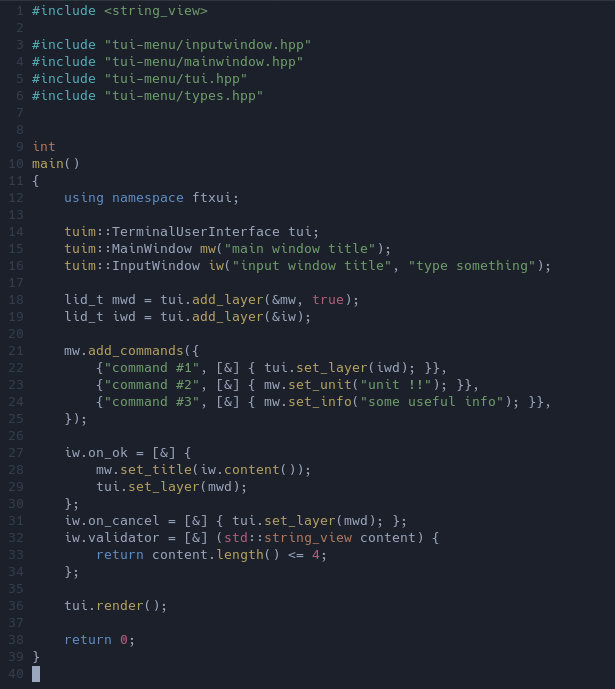 1 #include <string_view>
2
3 #include "tui-menu/inputwindow.hpp"
4 #include "tui-menu/mainwindow.hpp"
5 #include "tui-menu/tui.hpp"
6 #include "tui-menu/types.hpp"
7
8
9 int
10 main()
11 {
12     using namespace ftxui;
13
14     tuim::TerminalUserInterface tui;
15     tuim::MainWindow mw("main window title");
16     tuim::InputWindow iw("input window title", "type something");
17
18     lid_t mwd = tui.add_layer(&mw, true);
19     lid_t iwd = tui.add_layer(&iw);
20
21     mw.add_commands({
22         {"command #1", [&] { tui.set_layer(iwd); }},
23         {"command #2", [&] { mw.set_unit("unit !!"); }},
24         {"command #3", [&] { mw.set_info("some useful info"); }},
25     });
26
27     iw.on_ok = [&] {
28         mw.set_title(iw.content());
29         tui.set_layer(mwd);
30     };
31     iw.on_cancel = [&] { tui.set_layer(mwd); };
32     iw.validator = [&] (std::string_view content) {
33         return content.length() <= 4;
34     };
35
36     tui.render();
37
38     return 0;
39 }
40